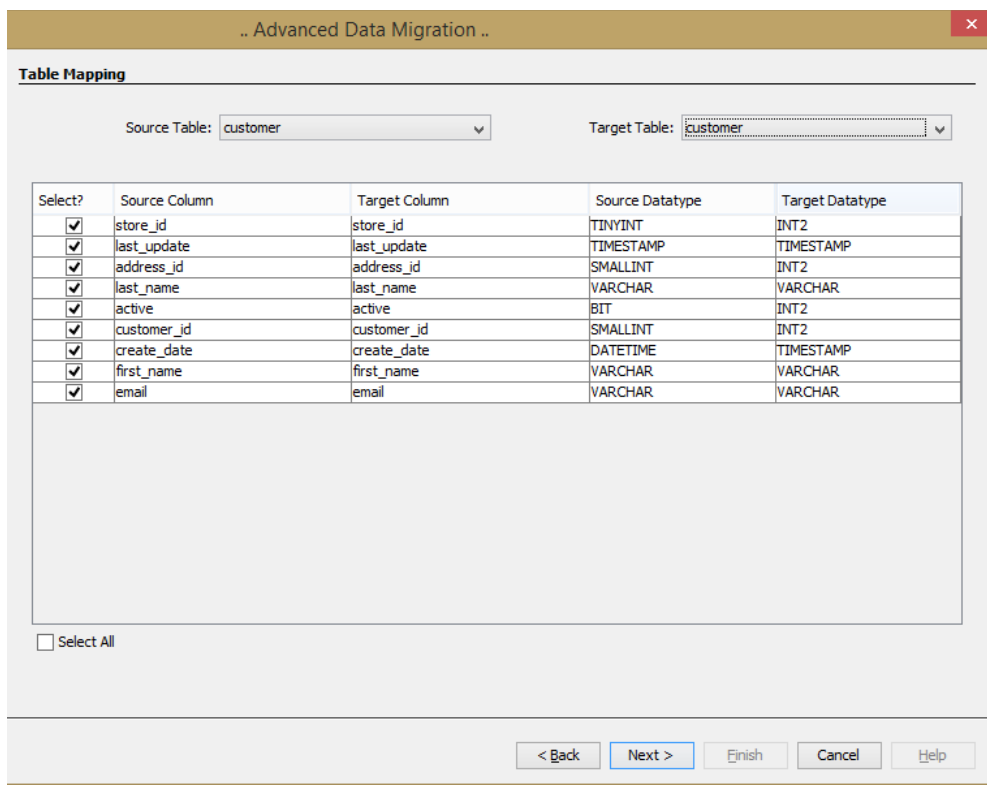 .. Advanced Data Migration ..
Table Mapping
Source Table: customer Target Table: customer
Select? Source Column Target Column Source Datatype Target Datatype
store_id store_id TINYINT INT2
last_update last_update TIMESTAMP TIMESTAMP
address_id address_id SMALLINT INT2
last_name last_name VARCHAR VARCHAR
active active BIT INT2
customer_id customer_id SMALLINT INT2
create_date create_date DATETIME TIMESTAMP
first_name first_name VARCHAR VARCHAR
email email VARCHAR VARCHAR
Select All
< Back Next > Finish Cancel Help